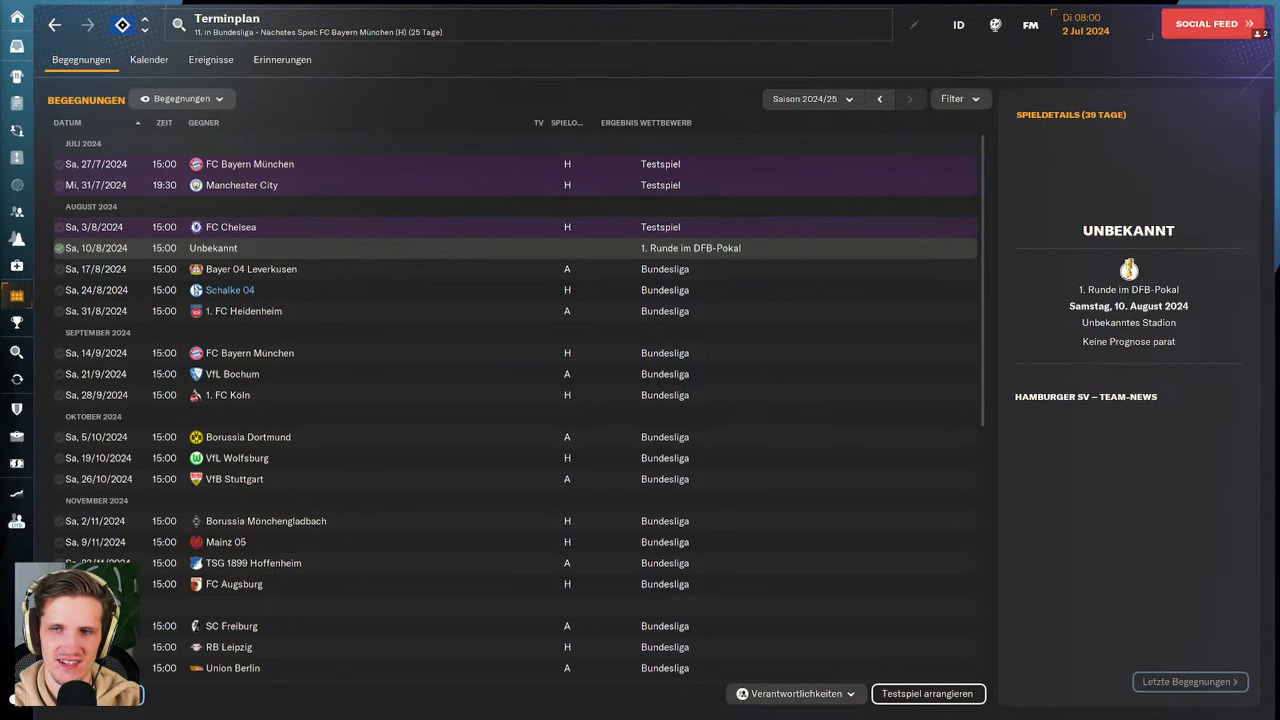 Terminplan
11. in Bundesliga - Nächstes Spiel: FC Bayern München (H) (25 Tage)
ID
FM
Di 08:00
2 Jul 2024
SOCIAL FEED
2
Begegnungen
Kalender
Ereignisse
Erinnerungen
BEGEGNUNGEN
Begegnungen
Saison 2024/25
Filter
DATUM ZEIT GEGNER TV SPIELO... ERGEBNIS WETTBEWERB
JULI 2024
Sa, 27/7/2024 15:00 FC Bayern München H Testspiel
Mi, 31/7/2024 19:30 Manchester City H Testspiel
AUGUST 2024
Sa, 3/8/2024 15:00 FC Chelsea H Testspiel
Sa, 10/8/2024 15:00 Unbekannt 1. Runde im DFB-Pokal
Sa, 17/8/2024 15:00 Bayer 04 Leverkusen A Bundesliga
Sa, 24/8/2024 15:00 Schalke 04 H Bundesliga
Sa, 31/8/2024 15:00 1. FC Heidenheim A Bundesliga
SEPTEMBER 2024
Sa, 14/9/2024 15:00 FC Bayern München H Bundesliga
Sa, 21/9/2024 15:00 VfL Bochum A Bundesliga
Sa, 28/9/2024 15:00 1. FC Köln H Bundesliga
OKTOBER 2024
Sa, 5/10/2024 15:00 Borussia Dortmund A Bundesliga
Sa, 19/10/2024 15:00 VfL Wolfsburg H Bundesliga
Sa, 26/10/2024 15:00 VfB Stuttgart A Bundesliga
NOVEMBER 2024
Sa, 2/11/2024 15:00 Borussia Mönchengladbach H Bundesliga
Sa, 9/11/2024 15:00 Mainz 05 H Bundesliga
15:00 TSG 1899 Hoffenheim A Bundesliga
15:00 FC Augsburg H Bundesliga
15:00 SC Freiburg A Bundesliga
15:00 RB Leipzig H Bundesliga
15:00 Union Berlin A Bundesliga
Verantwortlichkeiten
Testspiel arrangieren
SPIELDETAILS (39 TAGE)
UNBEKANNT
1. Runde im DFB-Pokal
Samstag, 10. August 2024
Unbekanntes Stadion
Keine Prognose parat
HAMBURGER SV – TEAM-NEWS
Letzte Begegnungen
U19